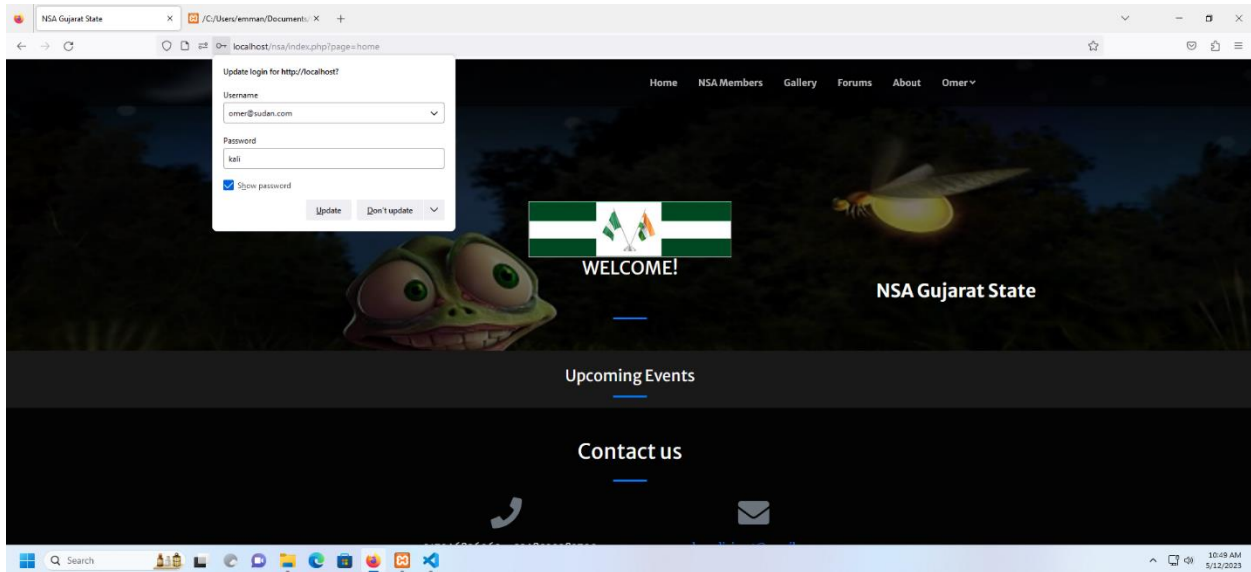 NSA Gujarat State
/C:/Users/emman/Documents/
localhost/nsa/index.php?page=home
Update login for http://localhost?
Username
omer@sudan.com
Password
kali
Show password
Update Don't update
Home NSA Members Gallery Forums About Omer
WELCOME!
NSA Gujarat State
Upcoming Events
Contact us
Search
10:49 AM
5/12/2023